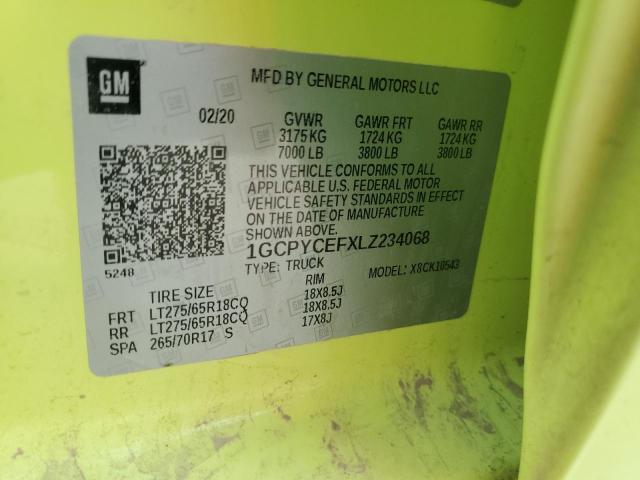 GM
MFD BY GENERAL MOTORS LLC
02/20 GVWR GAWR FRT GAWR RR
3175 KG 1724 KG 1724 KG
7000 LB 3800 LB 3800 LB
THIS VEHICLE CONFORMS TO ALL
APPLICABLE U.S. FEDERAL MOTOR
VEHICLE SAFETY STANDARDS IN EFFECT
ON THE DATE OF MANUFACTURE
SHOWN ABOVE.
1GCPYCEFXLZ234068
5248
TYPE: TRUCK MODEL: X8CK10543
TIRE SIZE RIM
FRT LT275/65R18CQ 18X8.5J
RR LT275/65R18CQ 18X8.5J
SPA 265/70R17 S 17X8J